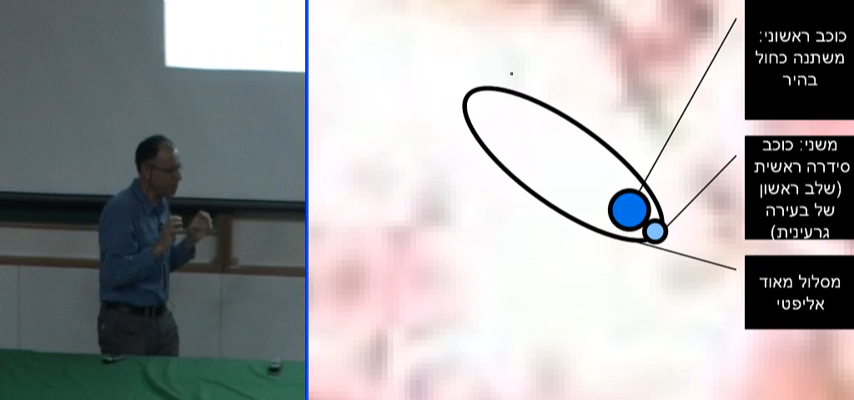 כוכב ראשוני:
משתנה כחול
בהיר
משני: כוכב
סידרה ראשית
(שלב ראשון
של בעירה
גרעינית)
מסלול מאוד
אליפטי